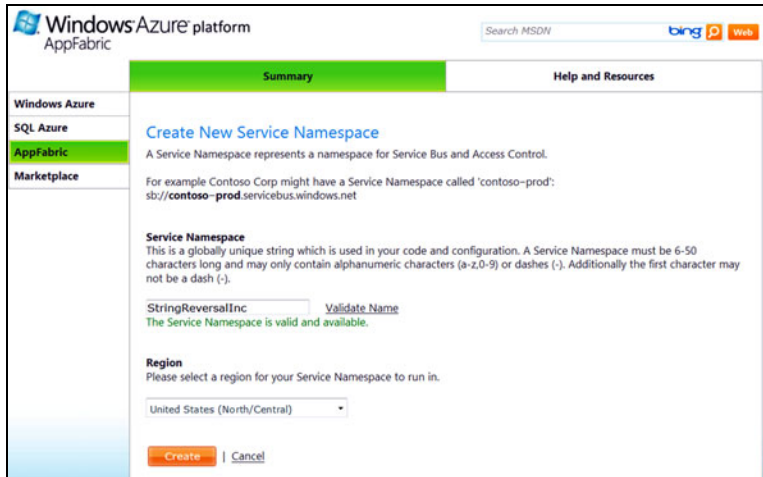 Windows Azure platform
AppFabric
Search MSDN
bing
Web
Summary
Help and Resources
Windows Azure
SQL Azure
AppFabric
Marketplace
Create New Service Namespace
A Service Namespace represents a namespace for Service Bus and Access Control.
For example Contoso Corp might have a Service Namespace called 'contoso-prod':
sb://contoso-prod.servicebus.windows.net
Service Namespace
This is a globally unique string which is used in your code and configuration. A Service Namespace must be 6-50
characters long and may only contain alphanumeric characters (a-z,0-9) or dashes (-). Additionally the first character may
not be a dash (-).
StringReversalInc
Validate Name
The Service Namespace is valid and available.
Region
Please select a region for your Service Namespace to run in.
United States (North/Central)
Create | Cancel